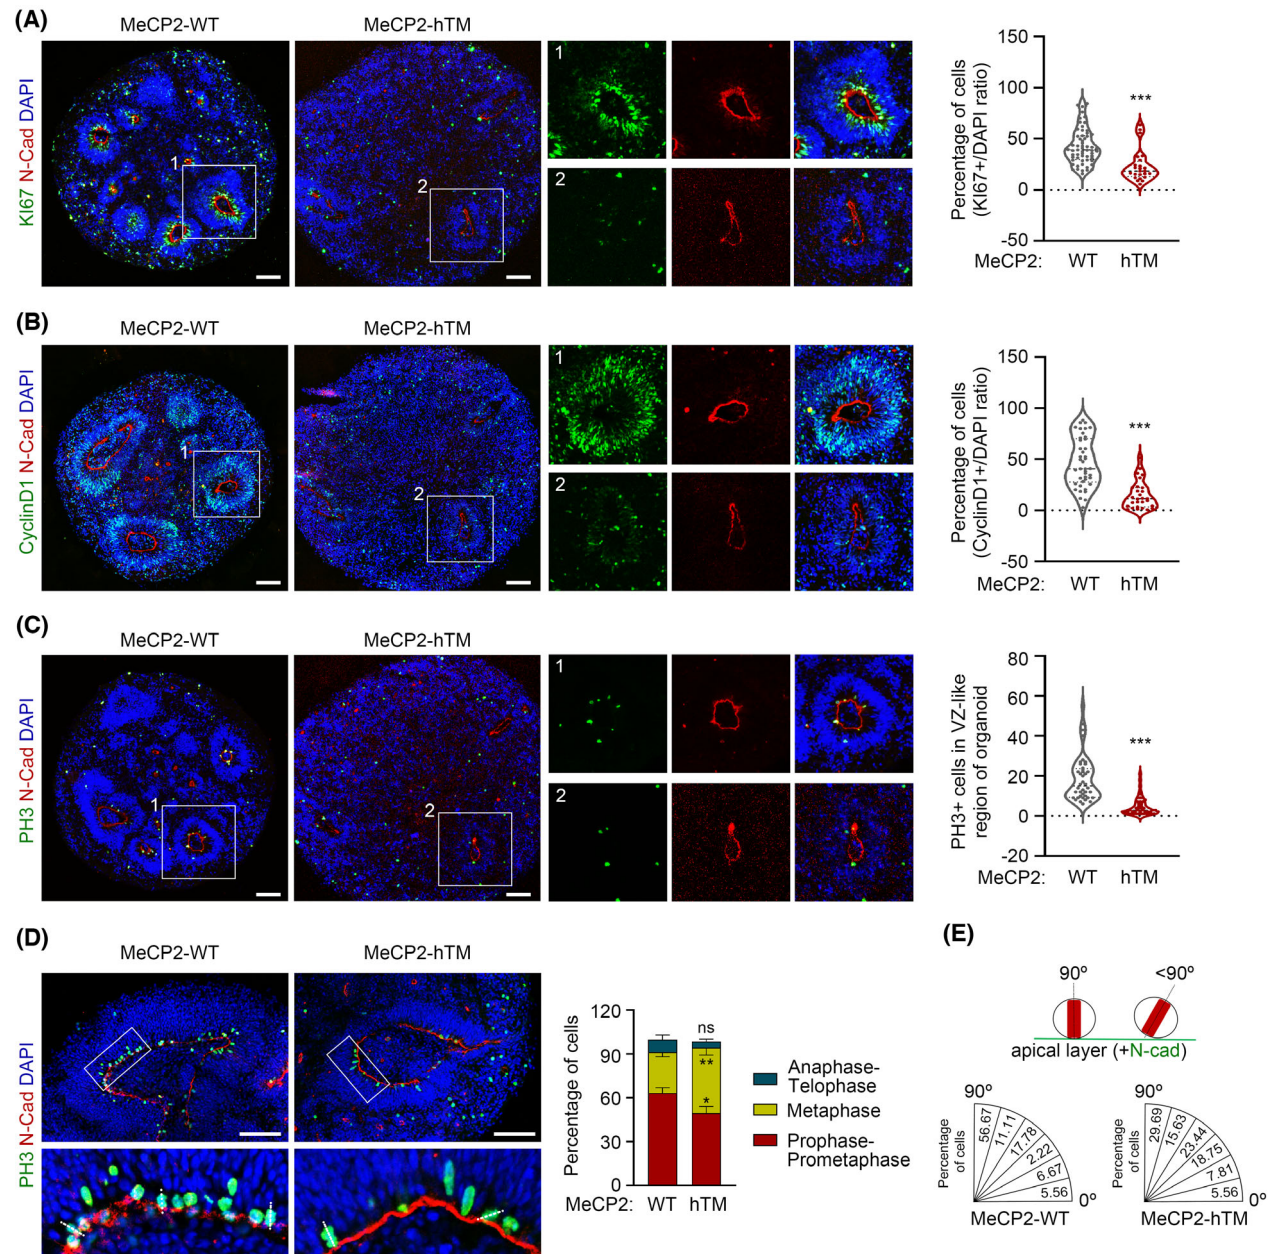 (A)
MeCP2-WT
MeCP2-hTM
KI67 N-Cad DAPI
1
2
1
2
Percentage of cells
(KI67+/DAPI ratio)
150
100
50
0
-50
***
MeCP2: WT hTM
(B)
MeCP2-WT
MeCP2-hTM
CyclinD1 N-Cad DAPI
1
2
1
2
Percentage of cells
(CyclinD1+/DAPI ratio)
150
100
50
0
-50
***
MeCP2: WT hTM
(C)
MeCP2-WT
MeCP2-hTM
PH3 N-Cad DAPI
1
2
1
2
PH3+ cells in VZ-like
region of organoid
80
60
40
20
0
-20
***
MeCP2: WT hTM
(D)
MeCP2-WT
MeCP2-hTM
PH3 N-Cad DAPI
Percentage of cells
120
90
60
30
0
ns
**
*
MeCP2: WT hTM
Anaphase-
Telophase
Metaphase
Prophase-
Prometaphase
(E)
90º
<90º
apical layer (+N-cad)
90º
Percentage
of cells
56.67
11.11
17.78
2.22
6.67
5.56
0º
MeCP2-WT
90º
Percentage
of cells
29.69
15.63
23.44
18.75
7.81
5.56
0º
MeCP2-hTM